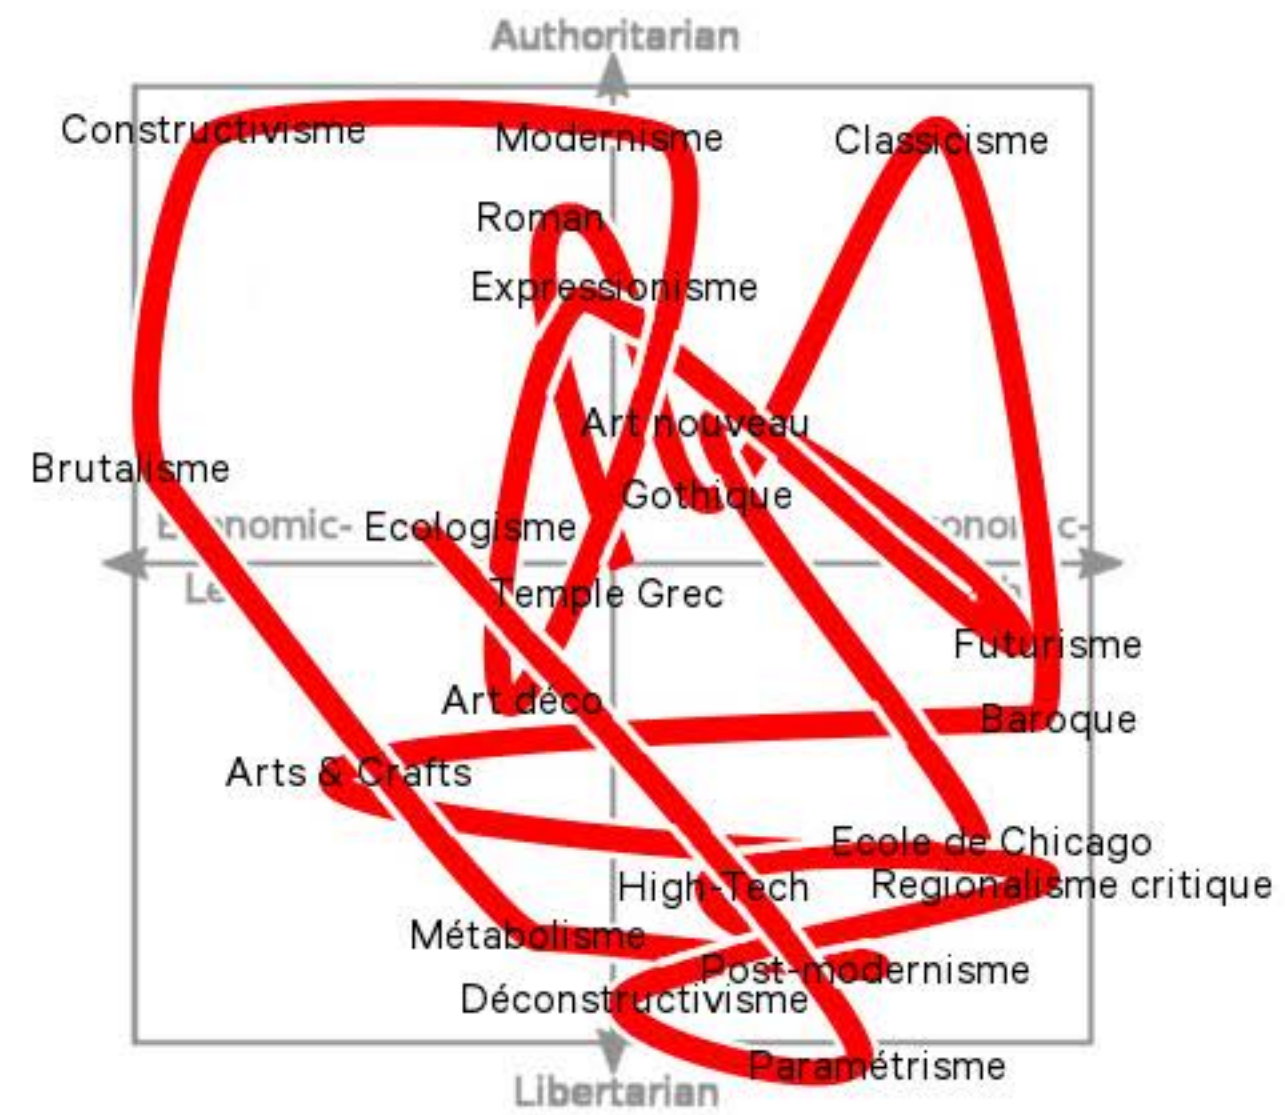 Authoritarian
Constructivisme
Modernisme
Classicisme
Roman
Expressionisme
Art nouveau
Brutalisme
Gothique
Ecologisme
Temple Grec
Futurisme
Art déco
Baroque
Arts & Crafts
Ecole de Chicago
High-Tech
Regionalisme critique
Métabolisme
Post-modernisme
Déconstructivisme
Paramétrisme
Libertarian